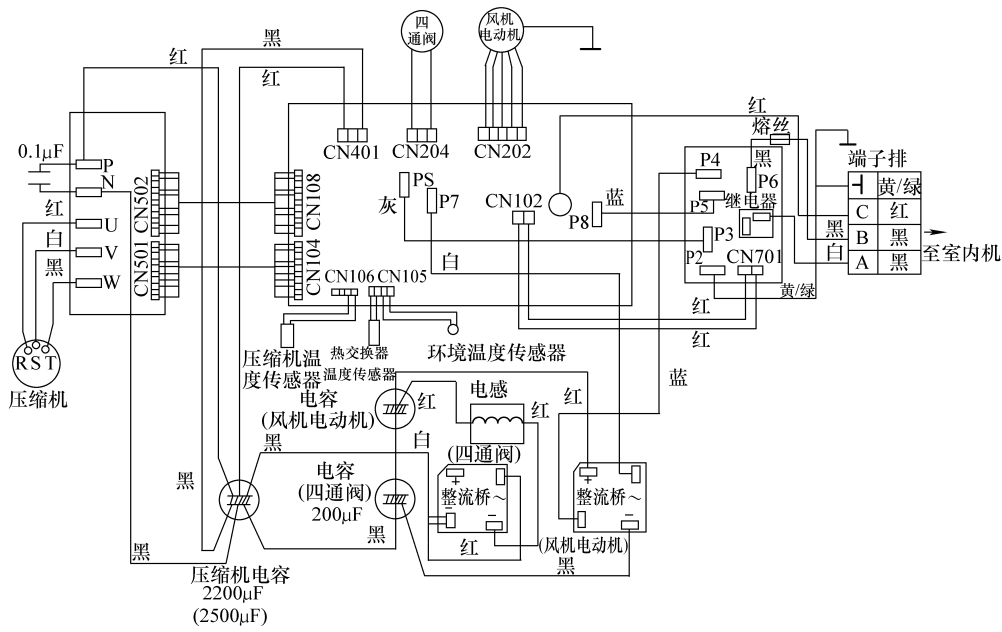 四
通阀
风机
电动机
黑
红
红
红
熔丝
端子排
0.1μF
P
N
CN401
CN204
CN202
P4
黑
P6
黄/绿
CN502
CN108
PS
P7
灰
CN102
P8
蓝
P5
继电器
C
红
红
U
白
V
黑
W
CN501
CN104
白
P3
P2
CN701
黑
B
黑
白
A
黑
至室内机
CN106
CN105
黄/绿
红
红
R S T
压缩机
压缩机温
度传感器
热交换器
温度传感器
环境温度传感器
蓝
电容
(风机电动机)
红
电感
红
红
白
黑
(四通阀)
电容
(四通阀)
200μF
黑
+
整流桥～
−
−
+
整流桥～
−
黑
红
(风机电动机)
黑
黑
压缩机电容
2200μF
(2500μF)